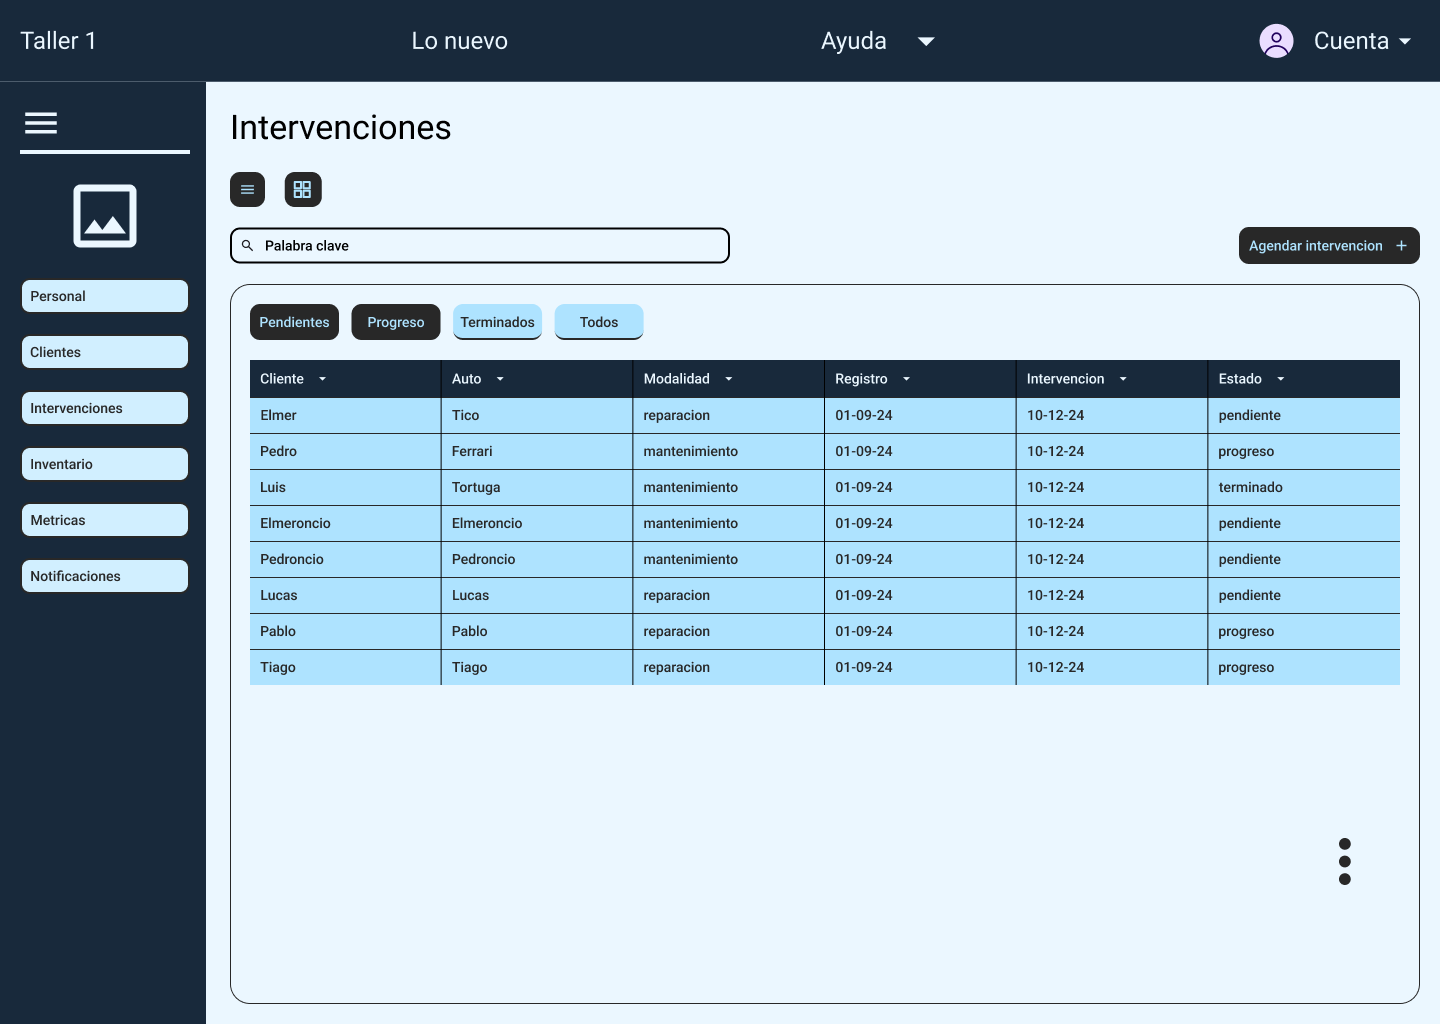 Taller 1 Lo nuevo Ayuda Cuenta
Intervenciones
Palabra clave
Agendar intervencion
Personal
Clientes
Intervenciones
Inventario
Metricas
Notificaciones
Pendientes Progreso Terminados Todos
Cliente Auto Modalidad Registro Intervencion Estado
Elmer Tico reparacion 01-09-24 10-12-24 pendiente
Pedro Ferrari mantenimiento 01-09-24 10-12-24 progreso
Luis Tortuga mantenimiento 01-09-24 10-12-24 terminado
Elmeroncio Elmeroncio mantenimiento 01-09-24 10-12-24 pendiente
Pedroncio Pedroncio mantenimiento 01-09-24 10-12-24 pendiente
Lucas Lucas reparacion 01-09-24 10-12-24 pendiente
Pablo Pablo reparacion 01-09-24 10-12-24 progreso
Tiago Tiago reparacion 01-09-24 10-12-24 progreso